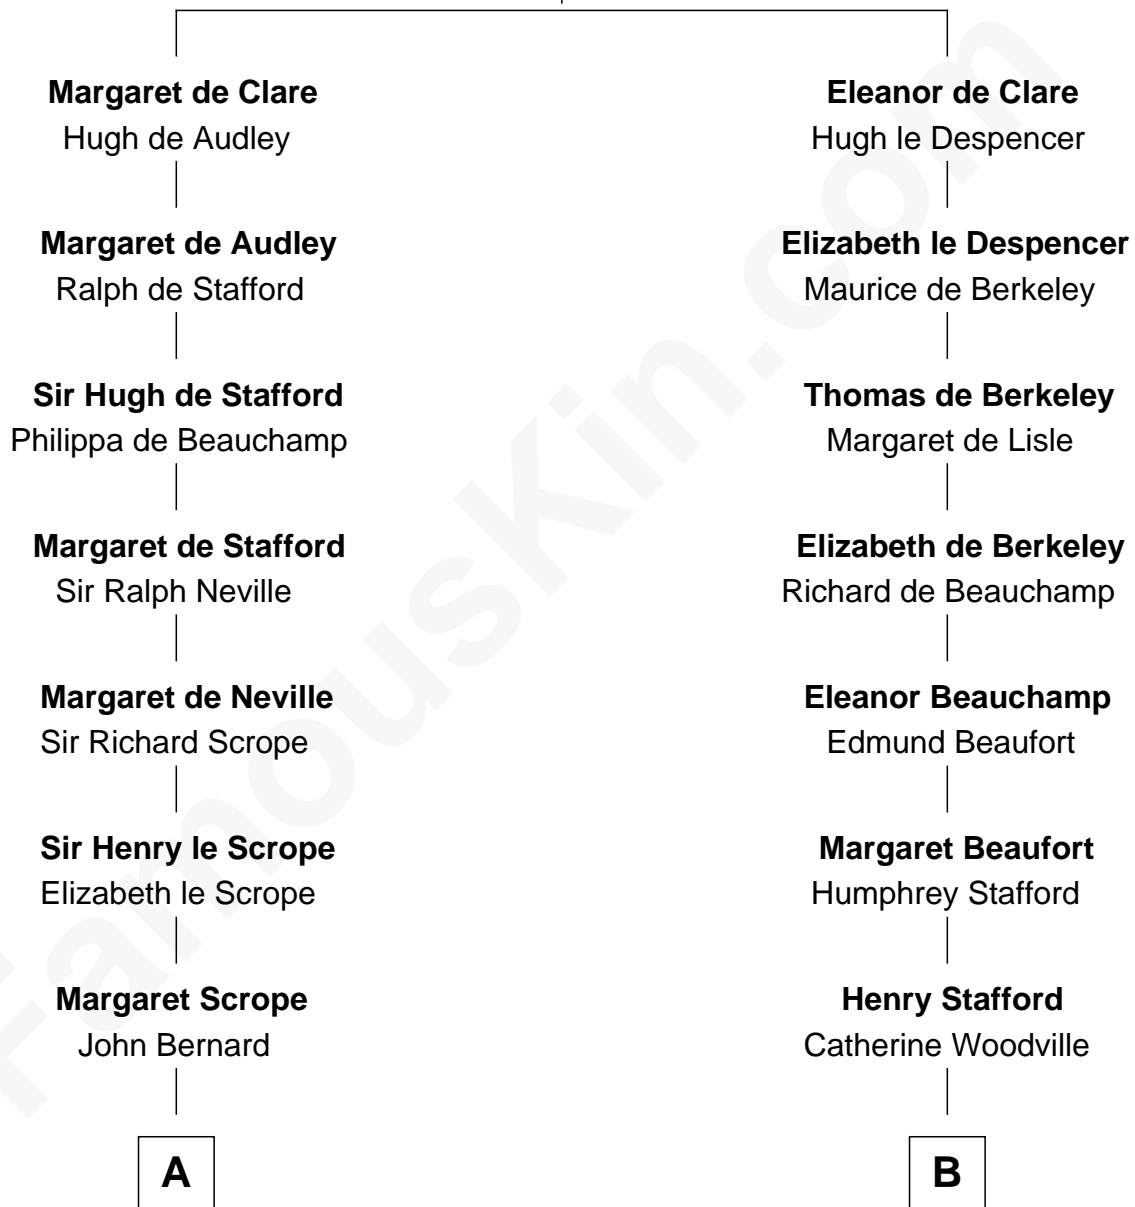 Margaret de Clare
Hugh de Audley
Margaret de Audley
Ralph de Stafford
Sir Hugh de Stafford
Philippa de Beauchamp
Margaret de Stafford
Sir Ralph Neville
Margaret de Neville
Sir Richard Scrope
Sir Henry le Scrope
Elizabeth le Scrope
Margaret Scrope
John Bernard
A
Eleanor de Clare
Hugh le Despencer
Elizabeth le Despencer
Maurice de Berkeley
Thomas de Berkeley
Margaret de Lisle
Elizabeth de Berkeley
Richard de Beauchamp
Eleanor Beauchamp
Edmund Beaufort
Margaret Beaufort
Humphrey Stafford
Henry Stafford
Catherine Woodville
B
FamousKin.com